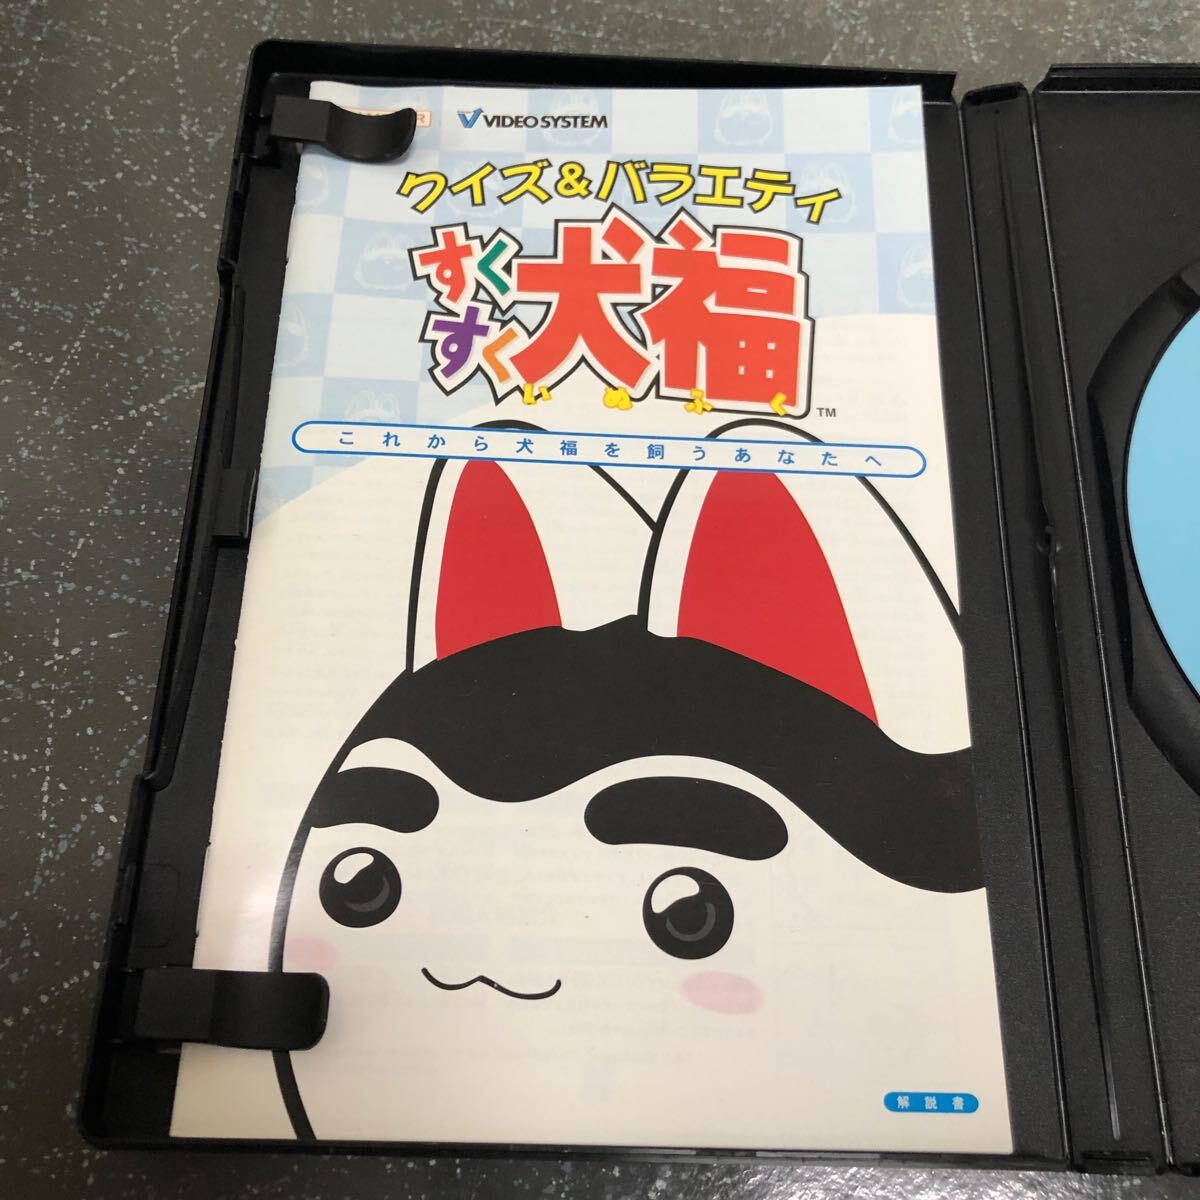 VIDEO SYSTEM
クイズ&バラエティ
すくすく犬福
いぬふく
™
これから犬福を飼うあなたへ
解説書